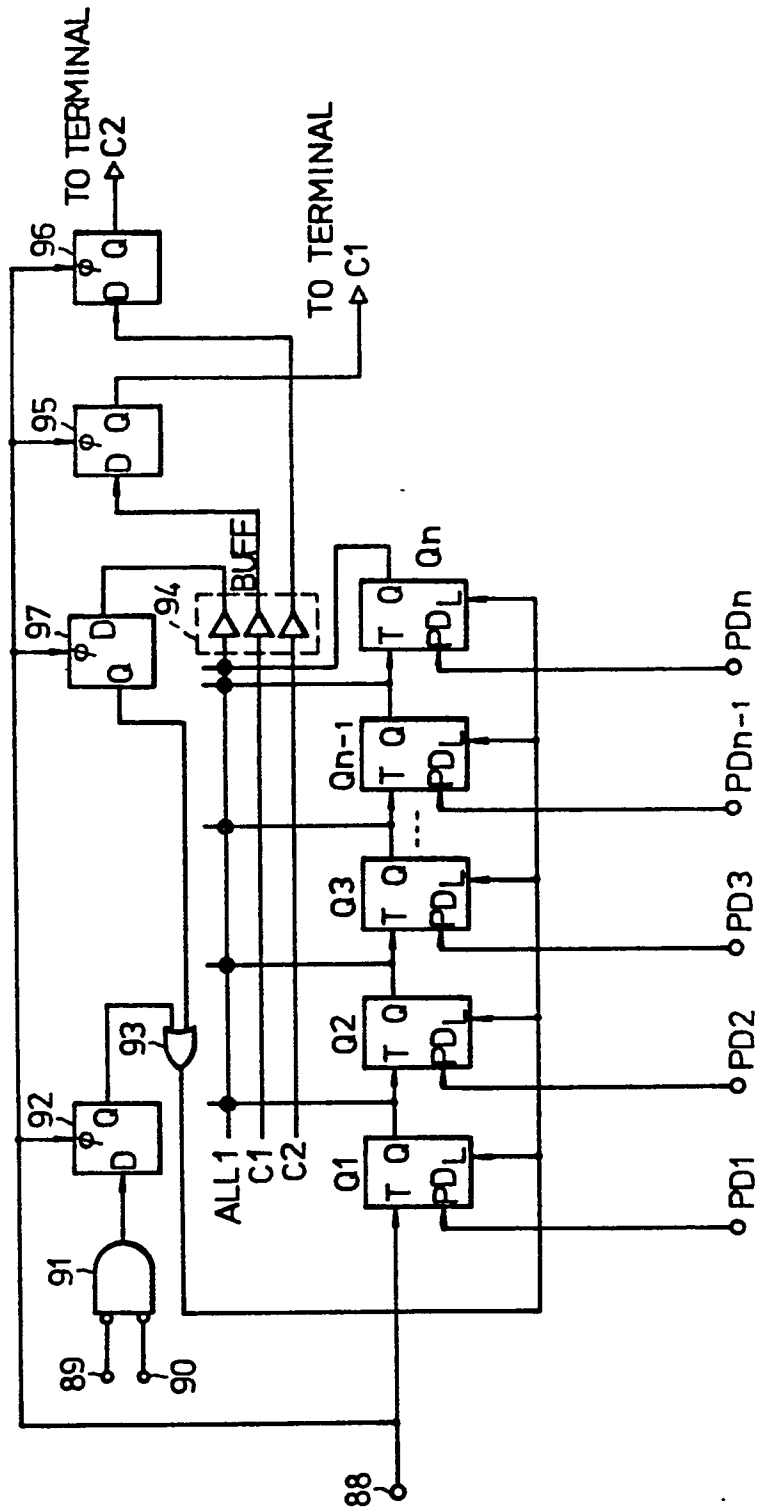 TO TERMINAL
C2
TO TERMINAL
C1
96
φ
D Q
95
φ
D Q
97
φ
Q D
94
BUFF
92
φ
D Q
93
91
89
90
ALL 1
C1
C2
Q1
T Q
PD L
Q2
T Q
PD L
Q3
T Q
PD L
Qn-1
T Q
PD L
Qn
T Q
PD L
88
PD1
PD2
PD3
PDn-1
PDn